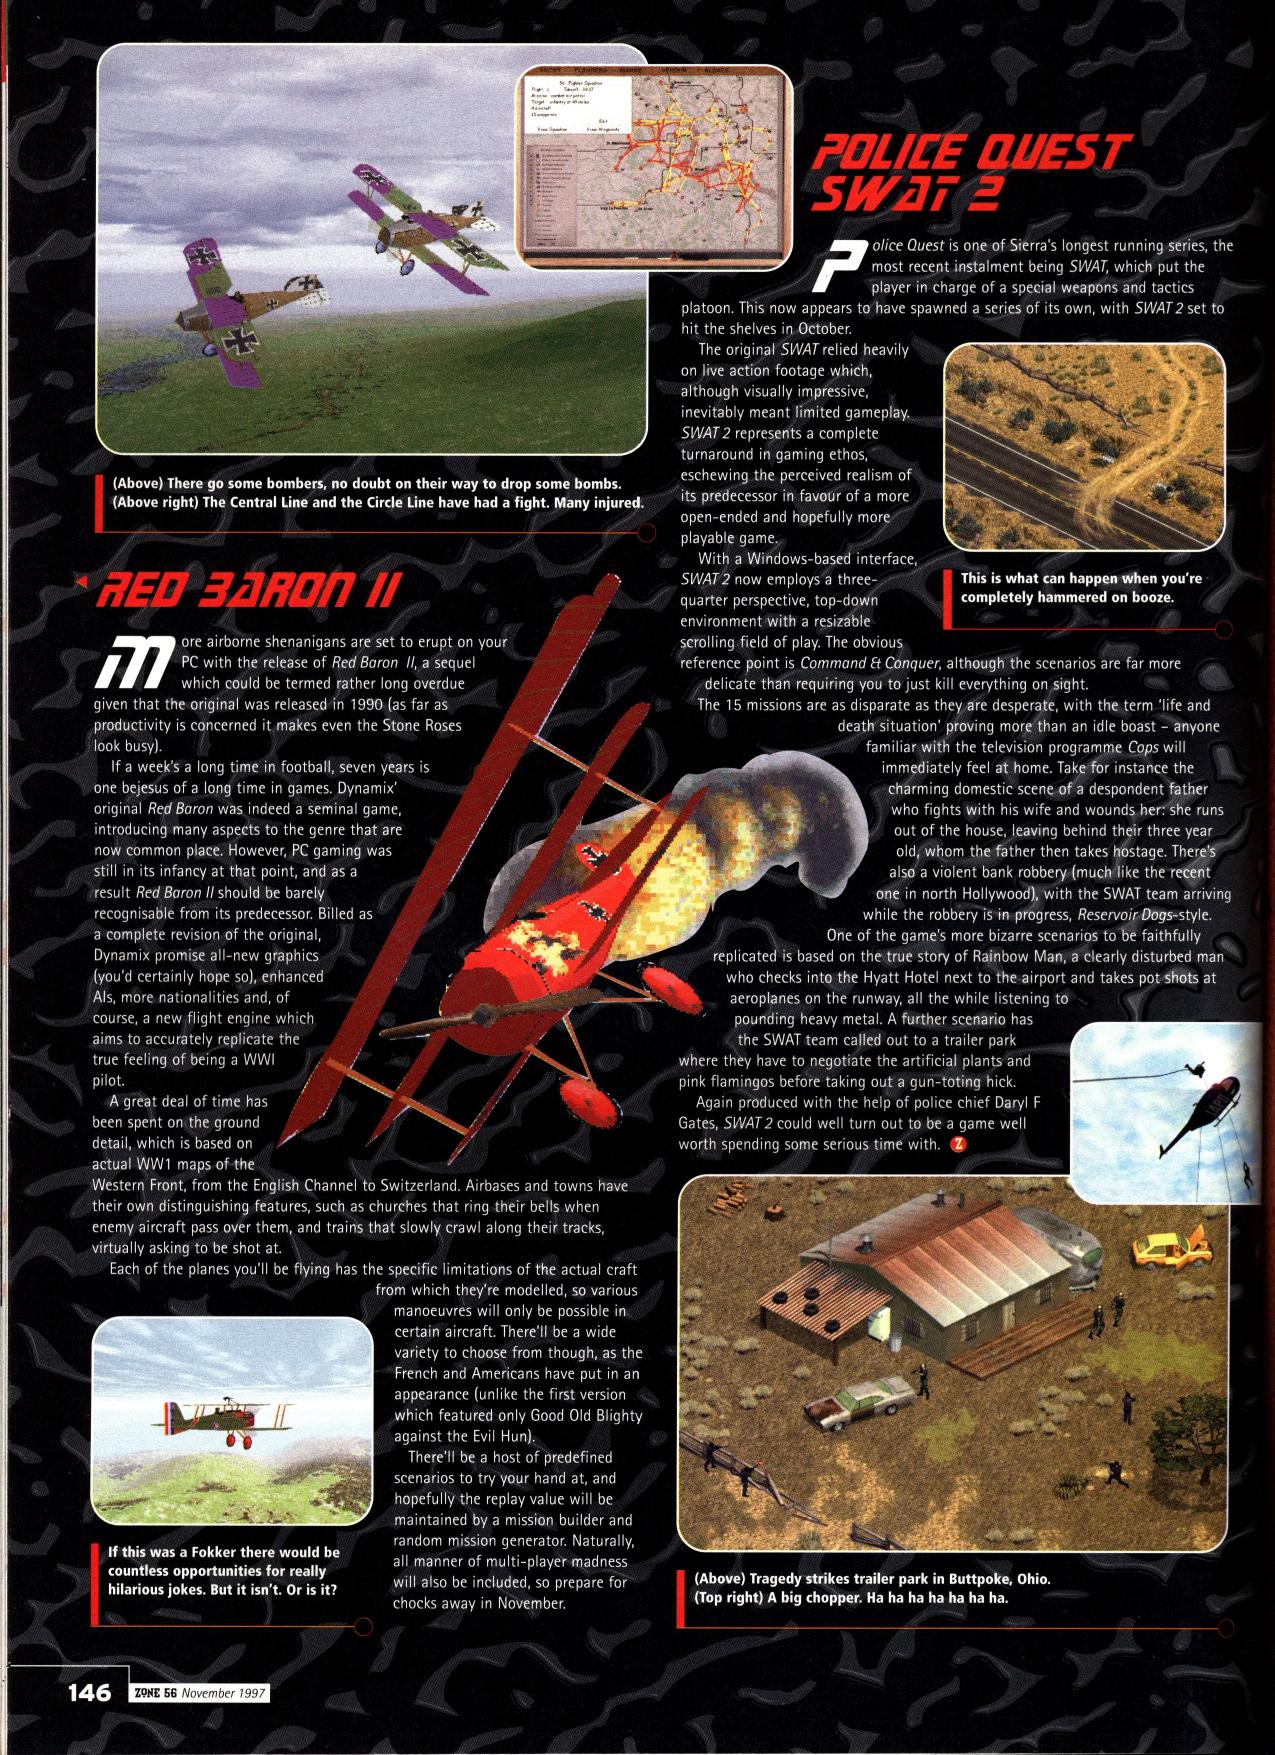 (Above) There go some bombers, no doubt on their way to drop some bombs.
(Above right) The Central Line and the Circle Line have had a fight. Many injured.
RED BARON II
More airborne shenanigans are set to erupt on your
PC with the release of Red Baron II, a sequel
which could be termed rather long overdue
given that the original was released in 1990 (as far as
productivity is concerned it makes even the Stone Roses
look busy).
If a week's a long time in football, seven years is
one bejesus of a long time in games. Dynamix'
original Red Baron was indeed a seminal game,
introducing many aspects to the genre that are
now common place. However, PC gaming was
still in its infancy at that point, and as a
result Red Baron II should be barely
recognisable from its predecessor. Billed as
a complete revision of the original,
Dynamix promise all-new graphics
(you'd certainly hope so), enhanced
AIs, more nationalities and, of
course, a new flight engine which
aims to accurately replicate the
true feeling of being a WWI
pilot.
A great deal of time has
been spent on the ground
detail, which is based on
actual WW1 maps of the
Western Front, from the English Channel to Switzerland. Airbases and towns have
their own distinguishing features, such as churches that ring their bells when
enemy aircraft pass over them, and trains that slowly crawl along their tracks,
virtually asking to be shot at.
Each of the planes you'll be flying has the specific limitations of the actual craft
from which they're modelled, so various
manoeuvres will only be possible in
certain aircraft. There'll be a wide
variety to choose from though, as the
French and Americans have put in an
appearance (unlike the first version
which featured only Good Old Blighty
against the Evil Hun).
There'll be a host of predefined
scenarios to try your hand at, and
hopefully the replay value will be
maintained by a mission builder and
random mission generator. Naturally,
all manner of multi-player madness
will also be included, so prepare for
chocks away in November.
If this was a Fokker there would be
countless opportunities for really
hilarious jokes. But it isn't. Or is it?
POLICE QUEST
SWAT 2
Police Quest is one of Sierra's longest running series, the
most recent instalment being SWAT, which put the
player in charge of a special weapons and tactics
platoon. This now appears to have spawned a series of its own, with SWAT 2 set to
hit the shelves in October.
The original SWAT relied heavily
on live action footage which,
although visually impressive,
inevitably meant limited gameplay.
SWAT 2 represents a complete
turnaround in gaming ethos,
eschewing the perceived realism of
its predecessor in favour of a more
open-ended and hopefully more
playable game.
With a Windows-based interface,
SWAT 2 now employs a three-
quarter perspective, top-down
environment with a resizable
scrolling field of play. The obvious
reference point is Command & Conquer, although the scenarios are far more
delicate than requiring you to just kill everything on sight.
The 15 missions are as disparate as they are desperate, with the term 'life and
death situation' proving more than an idle boast – anyone
familiar with the television programme Cops will
immediately feel at home. Take for instance the
charming domestic scene of a despondent father
who fights with his wife and wounds her: she runs
out of the house, leaving behind their three year
old, whom the father then takes hostage. There's
also a violent bank robbery (much like the recent
one in north Hollywood), with the SWAT team arriving
while the robbery is in progress, Reservoir Dogs-style.
One of the game's more bizarre scenarios to be faithfully
replicated is based on the true story of Rainbow Man, a clearly disturbed man
who checks into the Hyatt Hotel next to the airport and takes pot shots at
aeroplanes on the runway, all the while listening to
pounding heavy metal. A further scenario has
the SWAT team called out to a trailer park
where they have to negotiate the artificial plants and
pink flamingos before taking out a gun-toting hick.
Again produced with the help of police chief Daryl F
Gates, SWAT 2 could well turn out to be a game well
worth spending some serious time with. Z
This is what can happen when you're
completely hammered on booze.
(Above) Tragedy strikes trailer park in Buttpoke, Ohio.
(Top right) A big chopper. Ha ha ha ha ha ha ha.
146 ZONE 56 November 1997